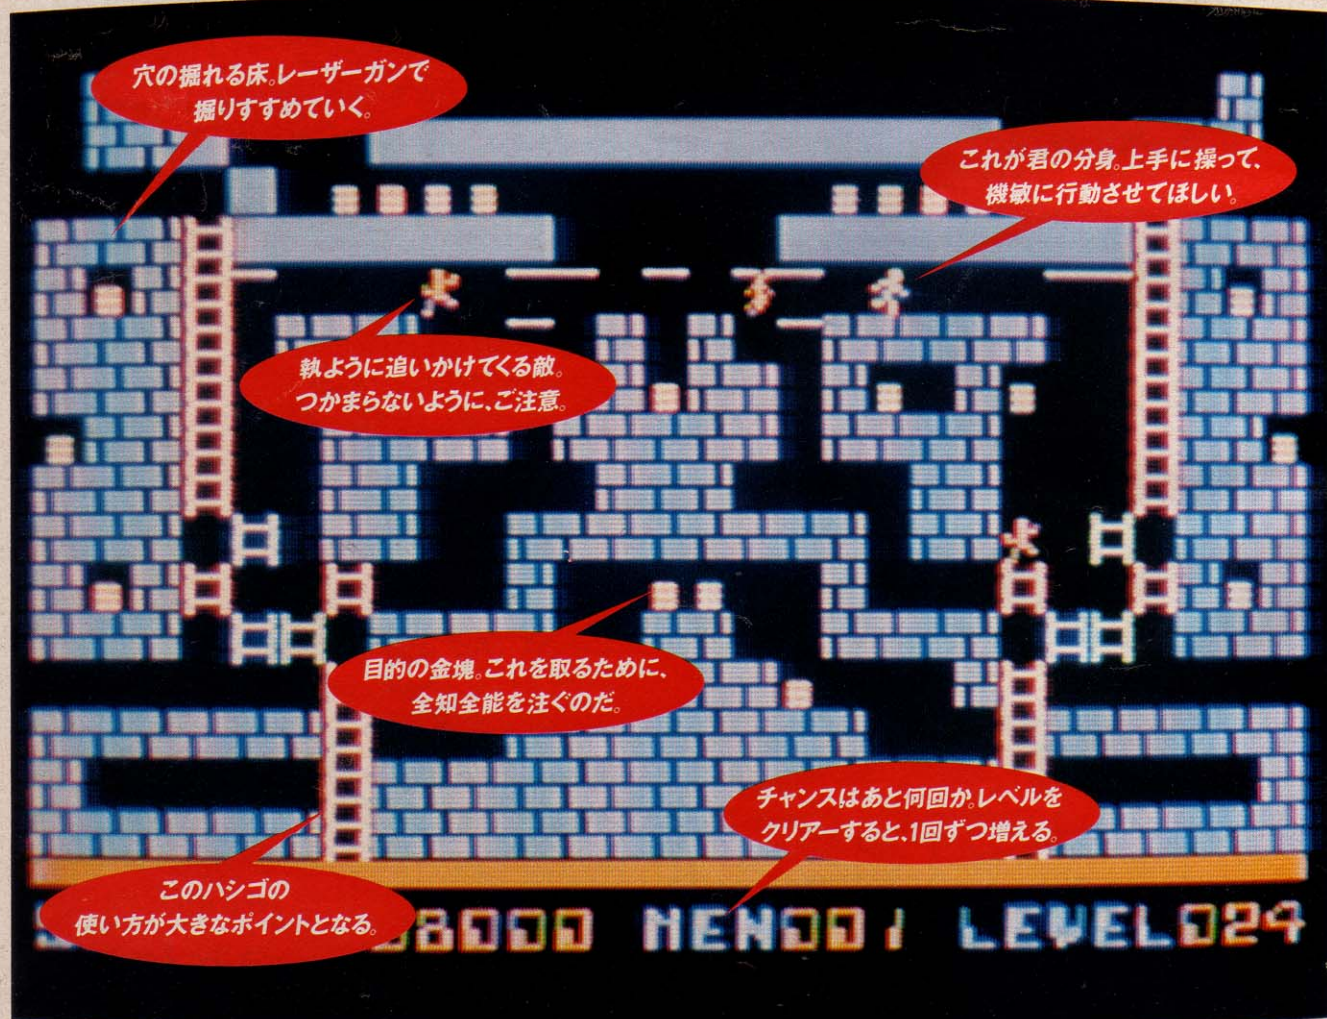 穴の掘れる床。レーザーガンで
掘りすすめていく。
これが君の分身。上手に操って、
機敏に行動させてほしい。
執ように追いかけてくる敵。
つかまらないように、ご注意。
目的の金塊。これを取るために、
全知全能を注ぐのだ。
チャンスはあと何回か。レベルを
クリアーすると、1回ずつ増える。
このハシゴの
使い方が大きなポイントとなる。
8000 MEN001 LEVEL024